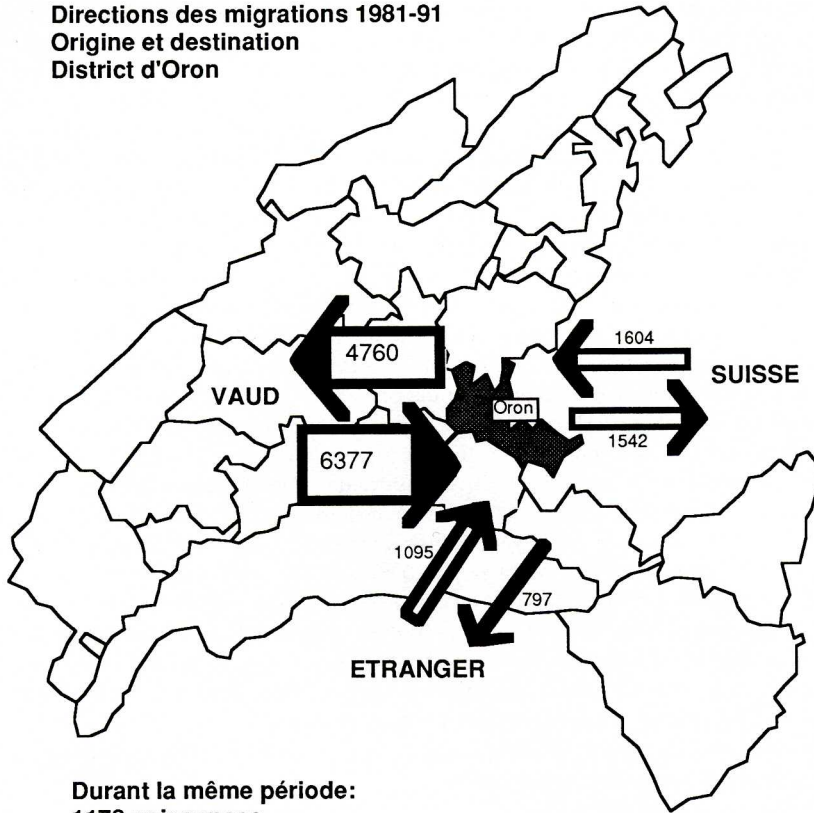 Directions des migrations 1981-91
Origine et destination
District d'Oron
4760
1604
VAUD
Oron
SUISSE
6377
1542
1095
797
ETRANGER
Durant la même période: